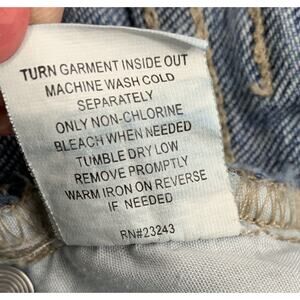 TURN GARMENT INSIDE OUT
MACHINE WASH COLD
SEPARATELY
ONLY NON-CHLORINE
BLEACH WHEN NEEDED
TUMBLE DRY LOW
REMOVE PROMPTLY
WARM IRON ON REVERSE
IF NEEDED
RN#23243